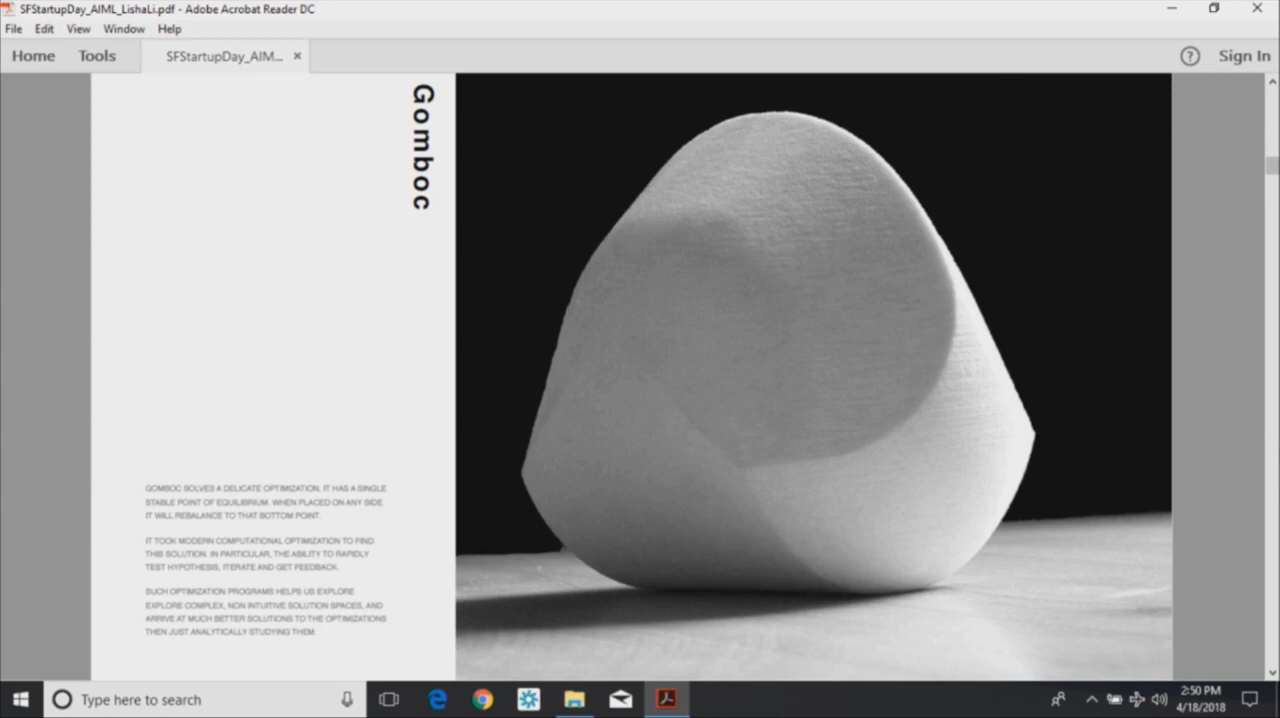 SFStartupDay_AIML_LishaLi.pdf - Adobe Acrobat Reader DC
File Edit View Window Help
Home Tools SFStartupDay_AIM... × ? Sign In
Gomboc
GOMBOC SOLVES A DELICATE OPTIMIZATION. IT HAS A SINGLE
STABLE POINT OF EQUILIBRIUM. WHEN PLACED ON ANY SIDE
IT WILL REBALANCE TO THAT BOTTOM POINT.
IT TOOK MODERN COMPUTATIONAL OPTIMIZATION TO FIND
THIS SOLUTION. IN PARTICULAR, THE ABILITY TO RAPIDLY
TEST HYPOTHESIS, ITERATE AND GET FEEDBACK.
SUCH OPTIMIZATION PROGRAMS HELPS US EXPLORE
EXPLORE COMPLEX, NON INTUITIVE SOLUTION SPACES, AND
ARRIVE AT MUCH BETTER SOLUTIONS TO THE OPTIMIZATIONS
THEN JUST ANALYTICALLY STUDYING THEM.
Type here to search
2:50 PM
4/18/2018